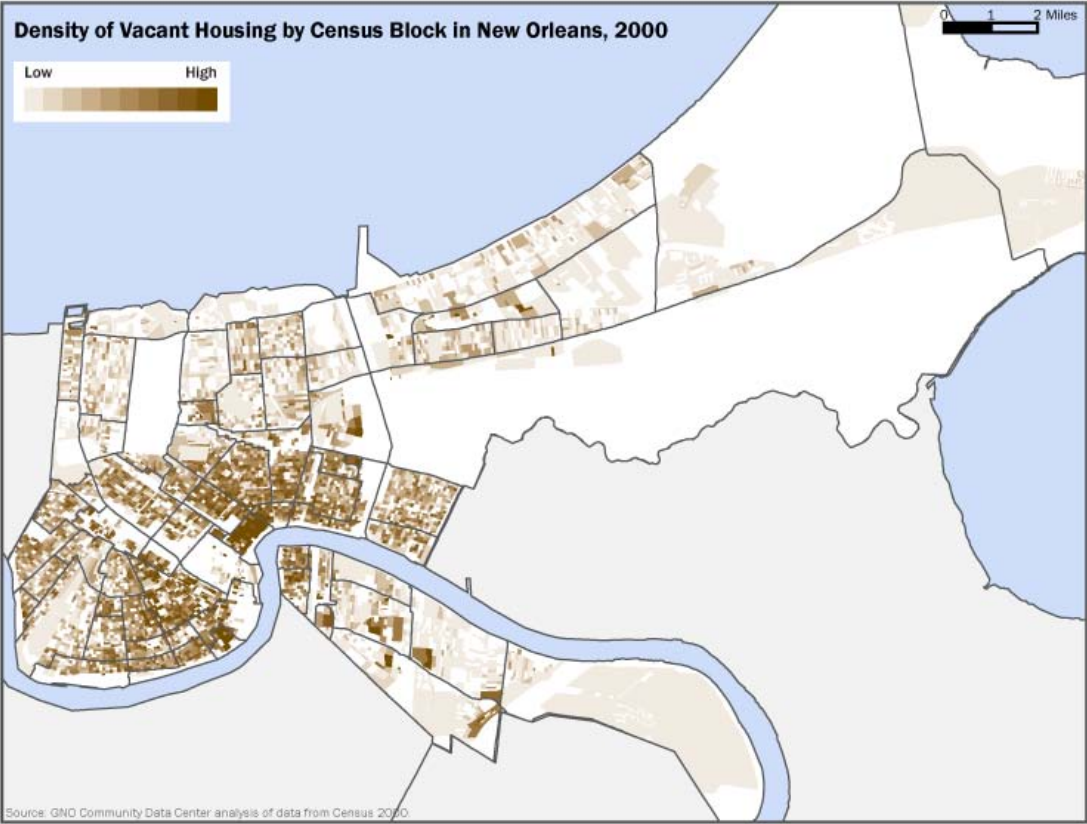 Density of Vacant Housing by Census Block in New Orleans, 2000
0 1 2 Miles
Low High
Source: GNO Community Data Center analysis of data from Census 2000.